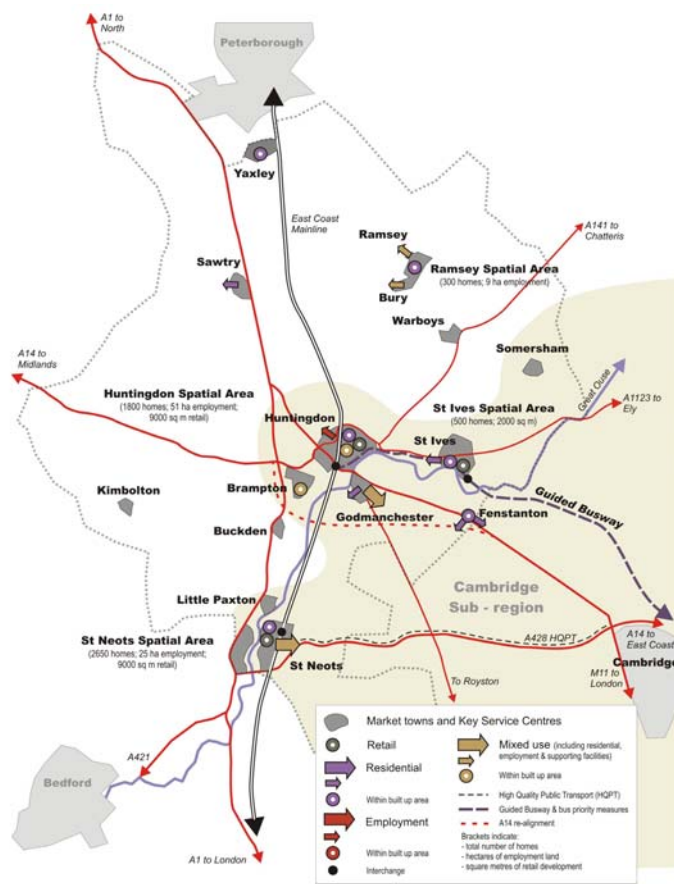 A1 to
North
Peterborough
Yaxley
East Coast
Mainline
Ramsey
A141 to
Chatteris
Sawtry
Ramsey Spatial Area
(300 homes; 9 ha employment)
Bury
Warboys
Somersham
A14 to
Midlands
Great Ouse
Huntingdon Spatial Area
(1800 homes; 51 ha employment;
9000 sq m retail)
A1123 to
Ely
Huntingdon
St Ives Spatial Area
(500 homes; 2000 sq m)
St Ives
Kimbolton
Brampton
Guided Busway
Godmanchester
Fenstanton
Buckden
Little Paxton
Cambridge
Sub - region
St Neots Spatial Area
(2650 homes; 25 ha employment;
9000 sq m retail)
St Neots
A428 HQPT
A14 to
East Coast
Cambridge
To Royston
M11 to
London
Bedford
A421
A1 to London
Market towns and Key Service Centres
Retail
Residential
Within built up area
Employment
Within built up area
Interchange
Mixed use (including residential,
employment & supporting facilities)
Within built up area
High Quality Public Transport (HQPT)
Guided Busway & bus priority measures
A14 re-alignment
Brackets indicate:
- total number of homes
- hectares of employment land
- square metres of retail development